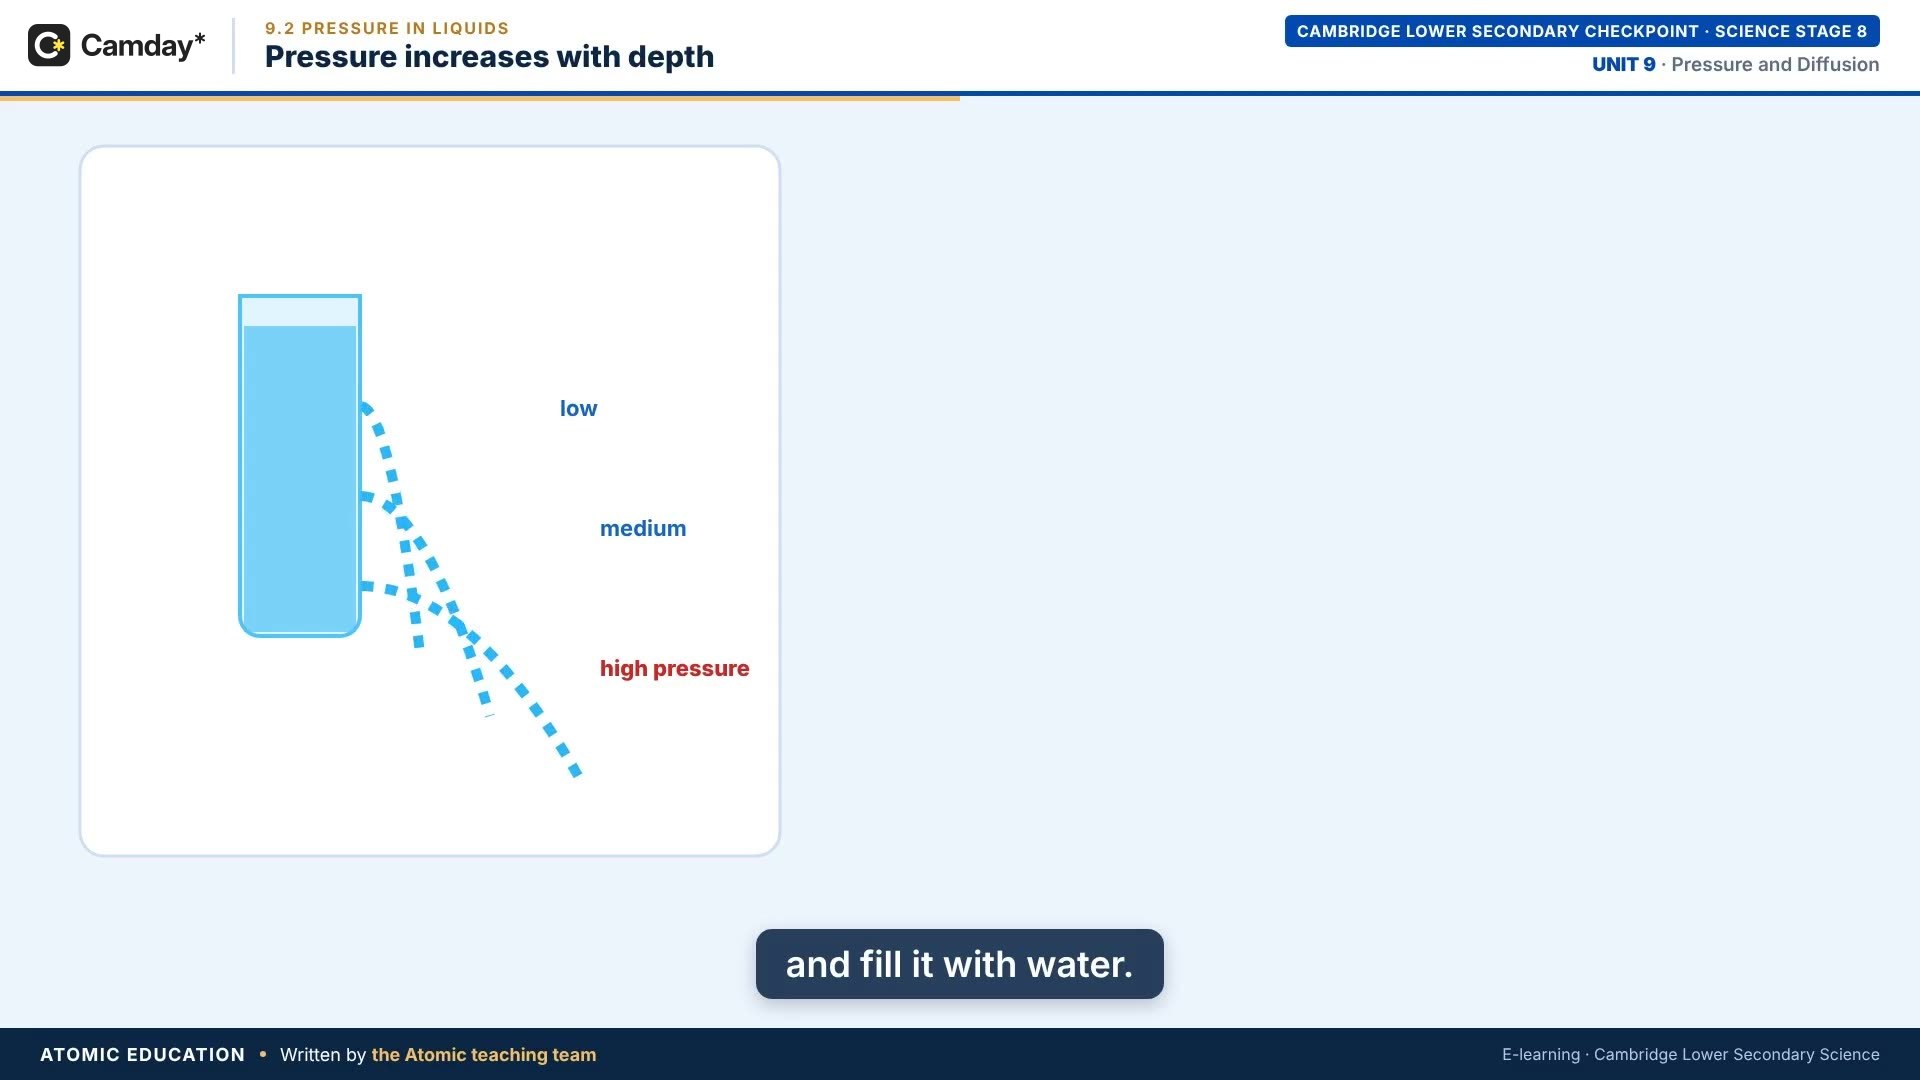 Camday*
9.2 PRESSURE IN LIQUIDS
Pressure increases with depth
CAMBRIDGE LOWER SECONDARY CHECKPOINT · SCIENCE STAGE 8
UNIT 9 · Pressure and Diffusion
low
medium
high pressure
and fill it with water.
ATOMIC EDUCATION • Written by the Atomic teaching team
E-learning · Cambridge Lower Secondary Science